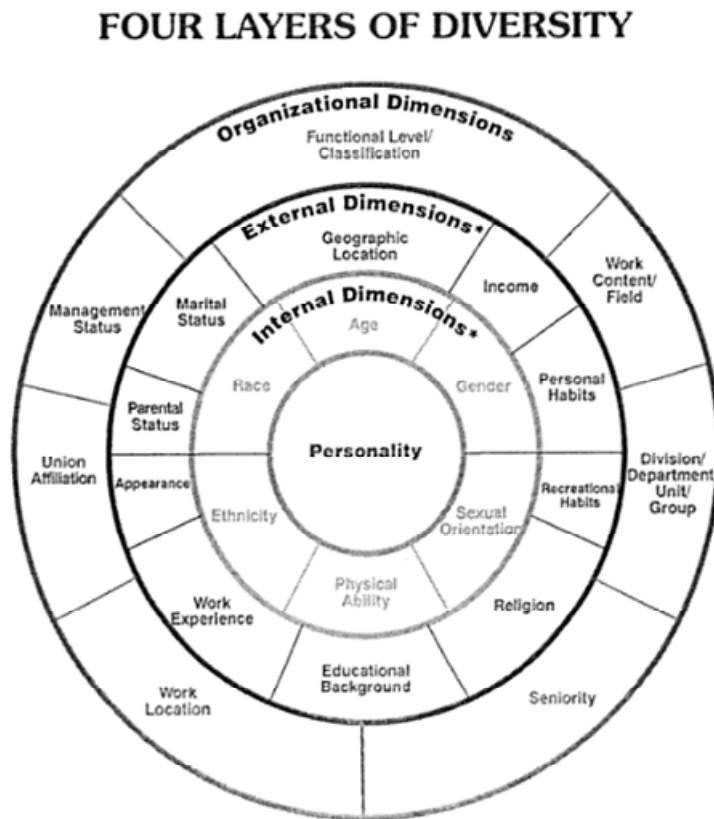 FOUR LAYERS OF DIVERSITY
Organizational Dimensions
Functional Level/
Classification
External Dimensions*
Geographic
Location
Income
Work
Content/
Field
Management
Status
Marital
Status
Internal Dimensions*
Age
Race
Gender
Personal
Habits
Parental
Status
Personality
Union
Affiliation
Appearance
Ethnicity
Sexual
Orientation
Recreational
Habits
Division/
Department
Unit/
Group
Physical
Ability
Work
Experience
Religion
Educational
Background
Work
Location
Seniority